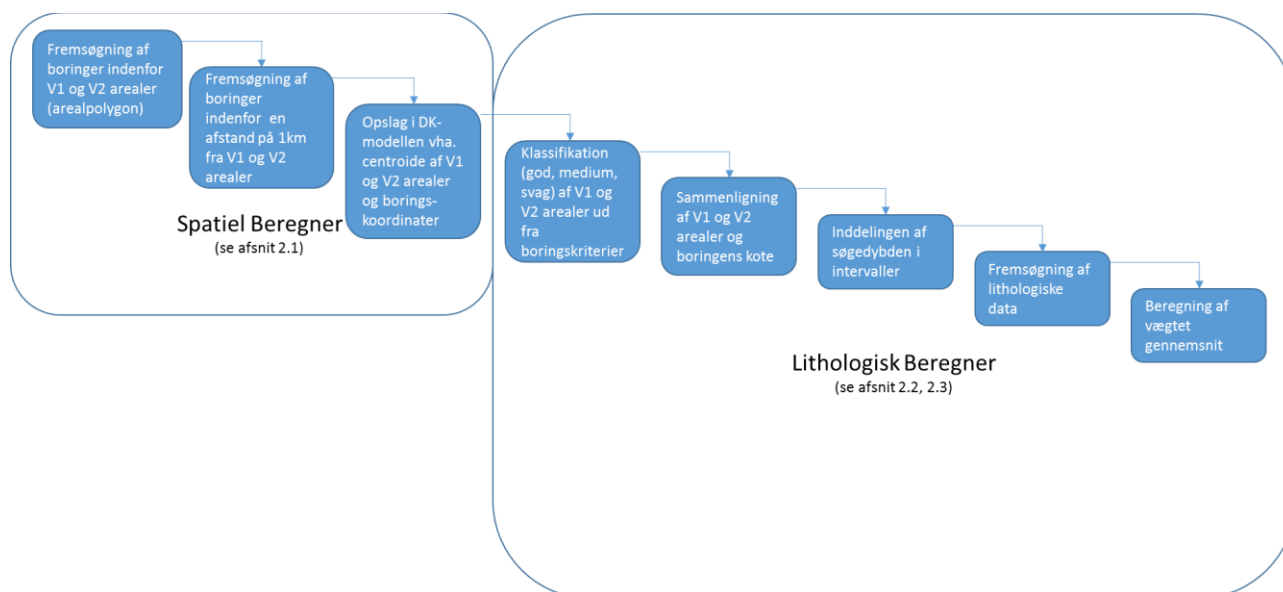 Fremsøgning af
boringer indenfor
V1 og V2 arealer
(arealpolygon)
Fremsøgning af
boringer
indenfor en
afstand på 1km
fra V1 og V2
arealer
Opslag i DK-
modellen vha.
centroide af V1
og V2 arealer
og borings-
koordinater
Spatiel Beregner
(se afsnit 2.1)
Klassifikation
(god, medium,
svag) af V1 og
V2 arealer ud
fra
boringskriterier
Sammenligning
af V1 og V2
arealer og
boringens kote
Inddelingen af
søgedybden i
intervaller
Fremsøgning af
lithologiske
data
Beregning af
vægtet
gennemsnit
Lithologisk Beregner
(se afsnit 2.2, 2.3)